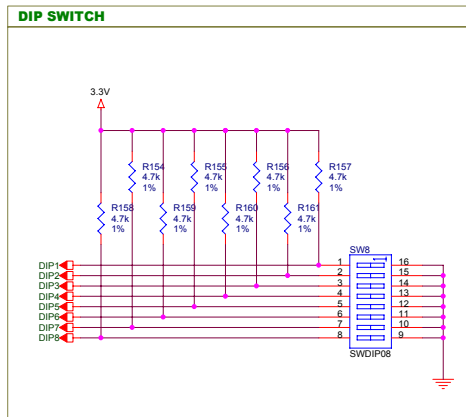 DIP SWITCH
3.3V
R154
4.7k
1%
R155
4.7k
1%
R156
4.7k
1%
R157
4.7k
1%
R158
4.7k
1%
R159
4.7k
1%
R160
4.7k
1%
R161
4.7k
1%
SW8
DIP1 1 16
DIP2 2 15
DIP3 3 14
DIP4 4 13
DIP5 5 12
DIP6 6 11
DIP7 7 10
DIP8 8 9
SWDIP08